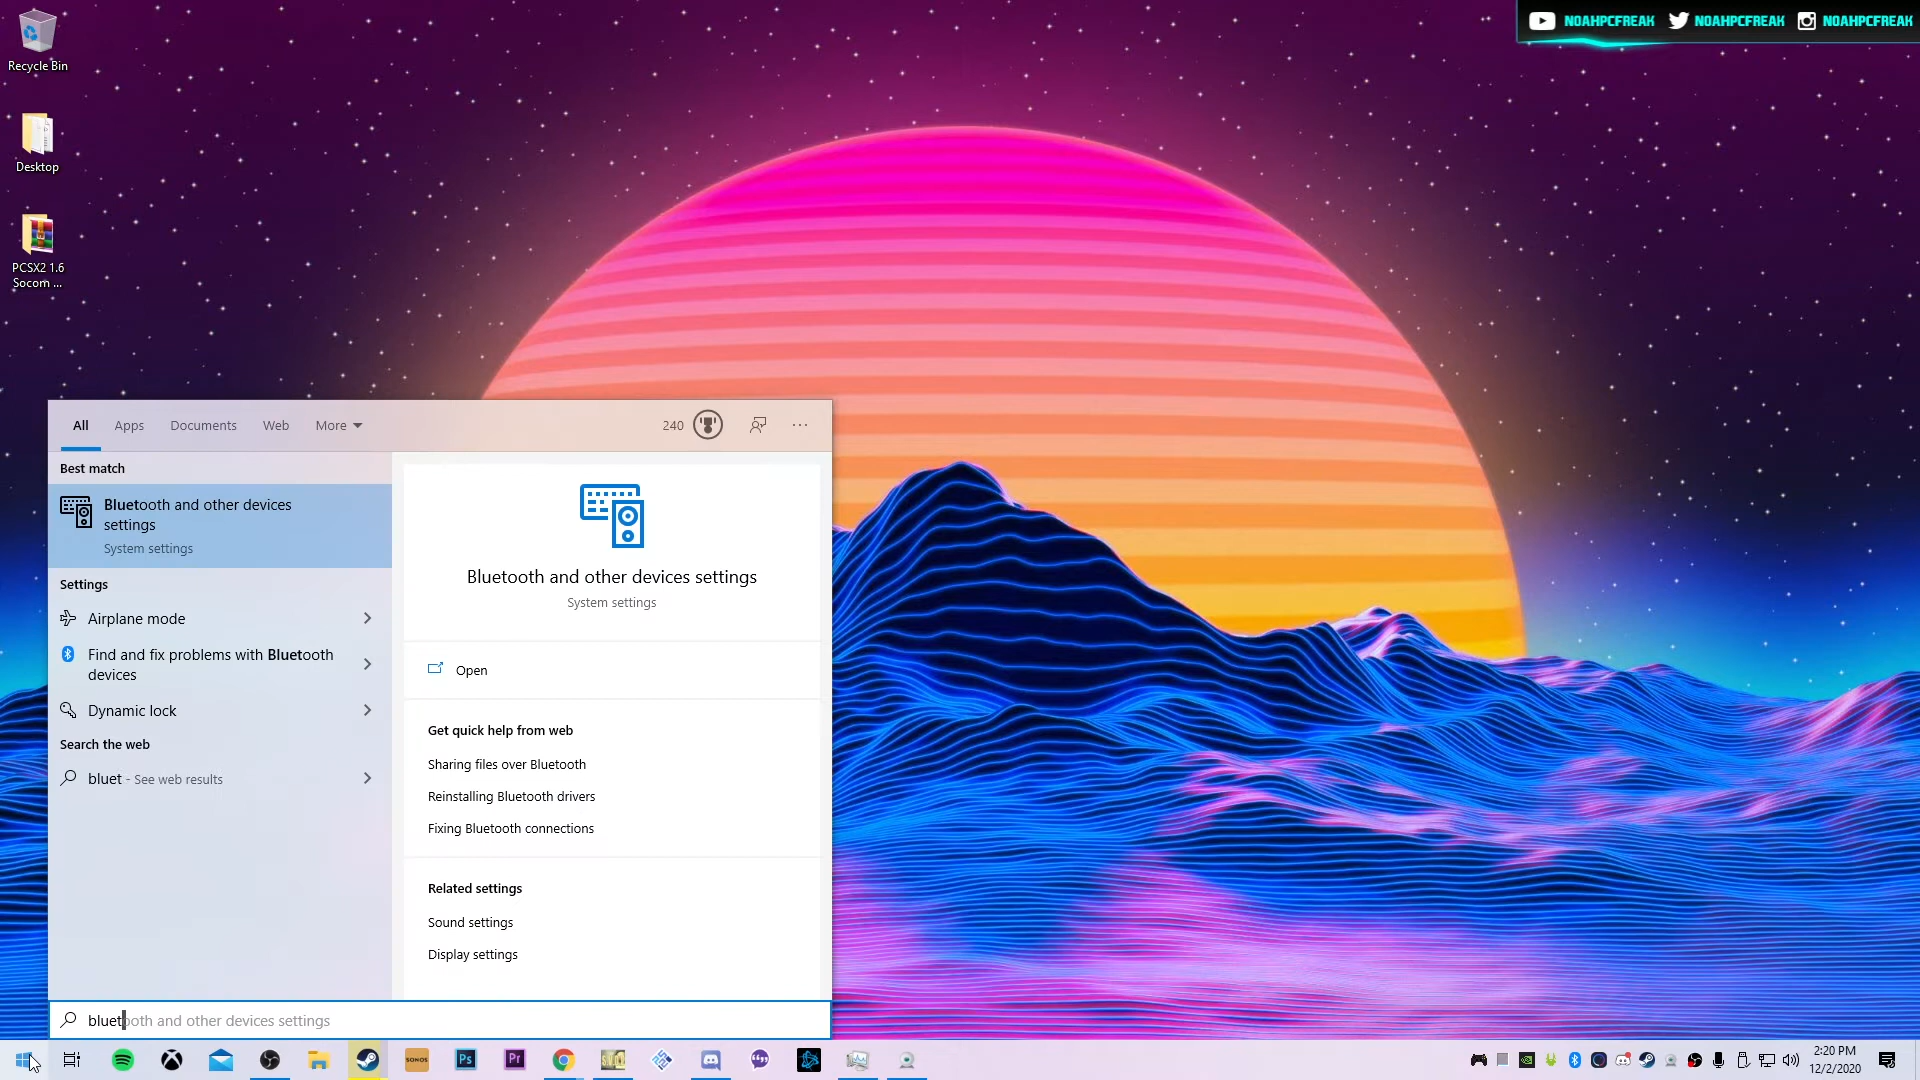 NOAHPCFREAK NOAHPCFREAK NOAHPCFREAK
Recycle Bin
Desktop
PCSX2 1.6
Socom ...
All Apps Documents Web More 240 ...
Best match
Bluetooth and other devices
settings
System settings
Settings
Airplane mode
Find and fix problems with Bluetooth
devices
Dynamic lock
Search the web
bluet - See web results
Bluetooth and other devices settings
System settings
Open
Get quick help from web
Sharing files over Bluetooth
Reinstalling Bluetooth drivers
Fixing Bluetooth connections
Related settings
Sound settings
Display settings
bluetooth and other devices settings
SONOS Ps Pr
2:20 PM
12/2/2020